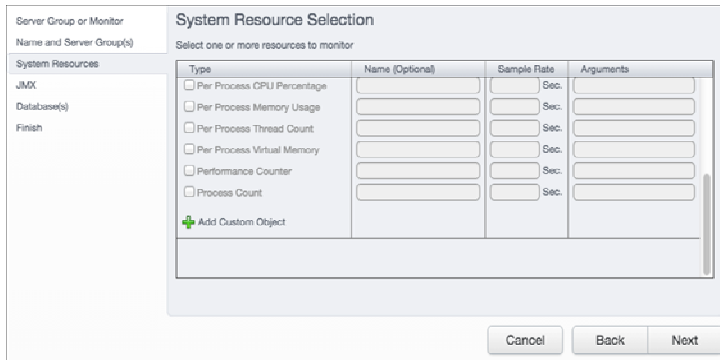 Server Group or Monitor
Name and Server Group(s)
System Resources
JMX
Database(s)
Finish
System Resource Selection
Select one or more resources to monitor
Type Name (Optional) Sample Rate Arguments
Per Process CPU Percentage Sec.
Per Process Memory Usage Sec.
Per Process Thread Count Sec.
Per Process Virtual Memory Sec.
Performance Counter Sec.
Process Count Sec.
Add Custom Object
Cancel Back Next